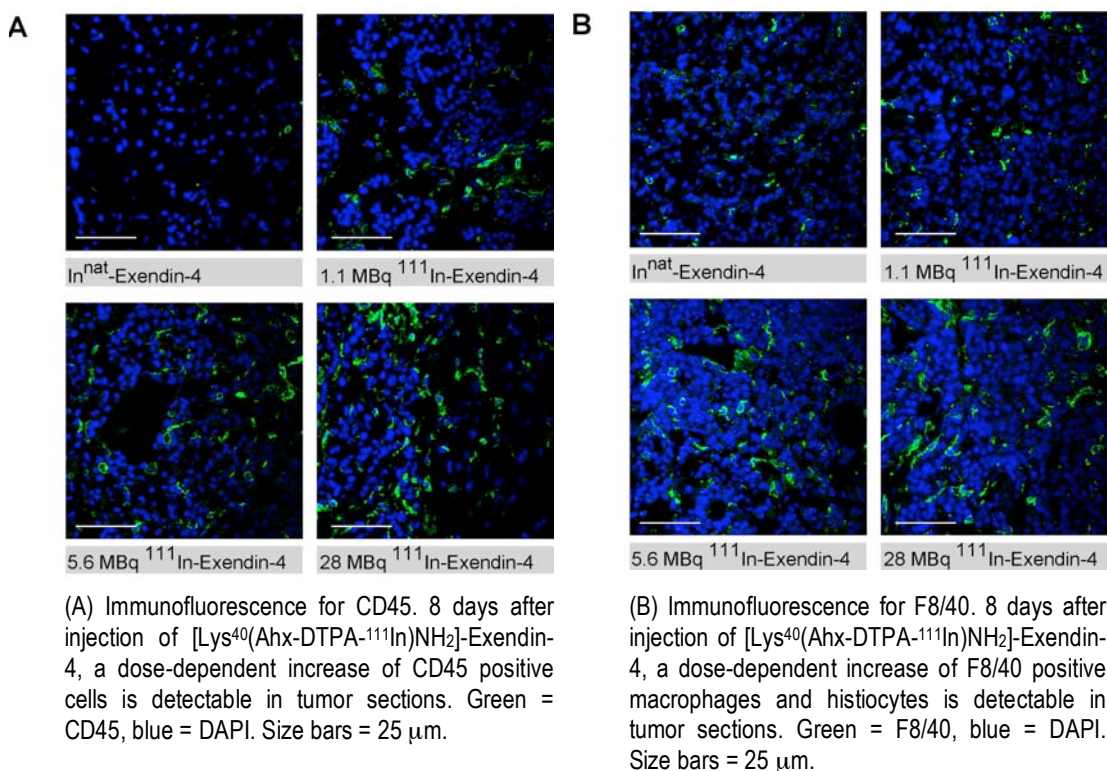 A
B
In^nat-Exendin-4
1.1 MBq ^111In-Exendin-4
In^nat-Exendin-4
1.1 MBq ^111In-Exendin-4
5.6 MBq ^111In-Exendin-4
28 MBq ^111In-Exendin-4
5.6 MBq ^111In-Exendin-4
28 MBq ^111In-Exendin-4
(A) Immunofluorescence for CD45. 8 days after
injection of [Lys⁴⁰(Ahx-DTPA-¹¹¹In)NH₂]-Exendin-
4, a dose-dependent increase of CD45 positive
cells is detectable in tumor sections. Green =
CD45, blue = DAPI. Size bars = 25 μm.
(B) Immunofluorescence for F8/40. 8 days after
injection of [Lys⁴⁰(Ahx-DTPA-¹¹¹In)NH₂]-Exendin-
4, a dose-dependent increase of F8/40 positive
macrophages and histiocytes is detectable in
tumor sections. Green = F8/40, blue = DAPI.
Size bars = 25 μm.